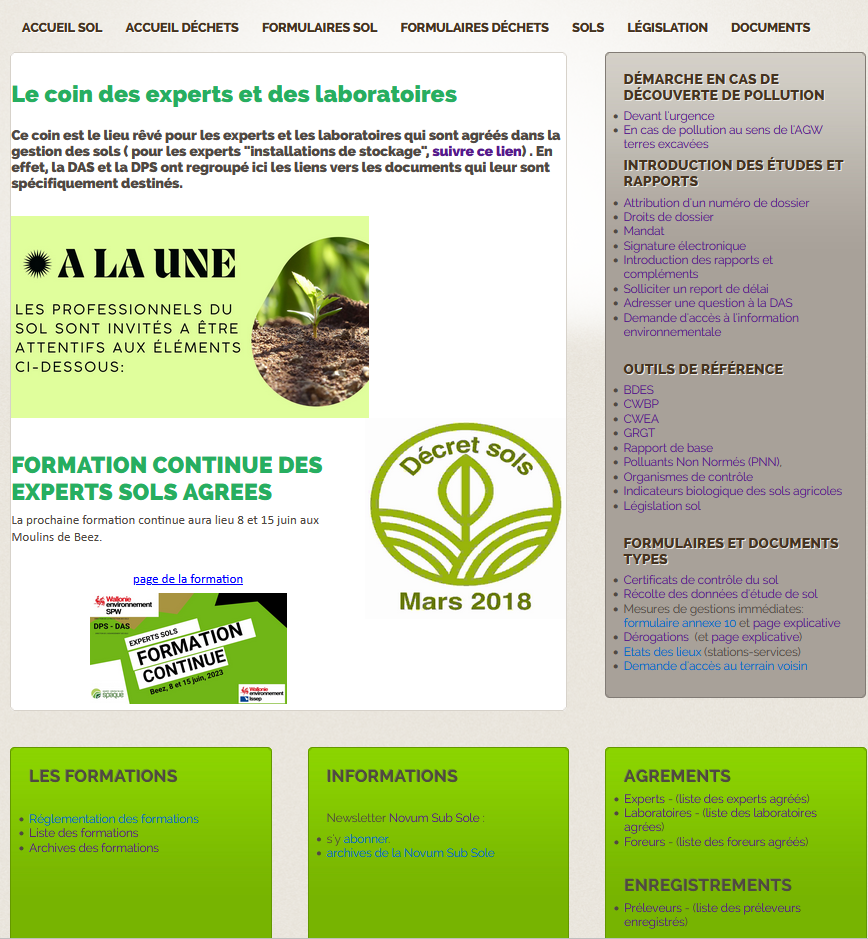 ACCUEIL SOL ACCUEIL DÉCHETS FORMULAIRES SOL FORMULAIRES DÉCHETS SOLS LÉGISLATION DOCUMENTS
Le coin des experts et des laboratoires
Ce coin est le lieu rêvé pour les experts et les laboratoires qui sont agréés dans la
gestion des sols ( pour les experts "installations de stockage", suivre ce lien) . En
effet, la DAS et la DPS ont regroupé ici les liens vers les documents qui leur sont
spécifiquement destinés.
A LA UNE
LES PROFESSIONNELS DU
SOL SONT INVITÉS A ÊTRE
ATTENTIFS AUX ÉLÉMENTS
CI-DESSOUS:
Décret sols
Mars 2018
FORMATION CONTINUE DES
EXPERTS SOLS AGREES
La prochaine formation continue aura lieu 8 et 15 juin aux
Moulins de Beez.
page de la formation
Wallonie
environnement
SPW
DPS - DAS
EXPERTS SOLS
FORMATION
CONTINUE
Beez, 8 et 15 juin, 2023
spaque
Wallonie
environnement
Issep
DÉMARCHE EN CAS DE
DÉCOUVERTE DE POLLUTION
Devant l'urgence
En cas de pollution au sens de l'AGW
terres excavées
INTRODUCTION DES ÉTUDES ET
RAPPORTS
Attribution d'un numéro de dossier
Droits de dossier
Mandat
Signature électronique
Introduction des rapports et
compléments
Solliciter un report de délai
Adresser une question à la DAS
Demande d'accès à l'information
environnementale
OUTILS DE RÉFÉRENCE
BDES
CWBP
CWEA
GRGT
Rapport de base
Polluants Non Normés (PNN),
Organismes de contrôle
Indicateurs biologique des sols agricoles
Législation sol
FORMULAIRES ET DOCUMENTS
TYPES
Certificats de contrôle du sol
Récolte des données d'étude de sol
Mesures de gestions immédiates:
formulaire annexe 10 et page explicative
Dérogations (et page explicative)
Etats des lieux (stations-services)
Demande d'accès au terrain voisin
LES FORMATIONS
Réglementation des formations
Liste des formations
Archives des formations
INFORMATIONS
Newsletter Novum Sub Sole :
s'y abonner.
archives de la Novum Sub Sole
AGREMENTS
Experts - (liste des experts agréés)
Laboratoires - (liste des laboratoires
agrées)
Foreurs - (liste des foreurs agréés)
ENREGISTREMENTS
Préleveurs - (liste des préleveurs
enregistrés)